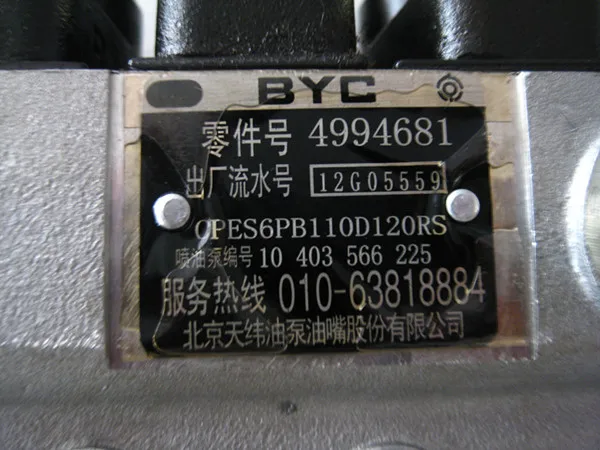 BYC
零件号 4994681
出厂流水号 12G05559
CPES6PB110D120RS
喷油泵编号 10 403 566 225
服务热线 010-63818884
北京天纬油泵油嘴股份有限公司